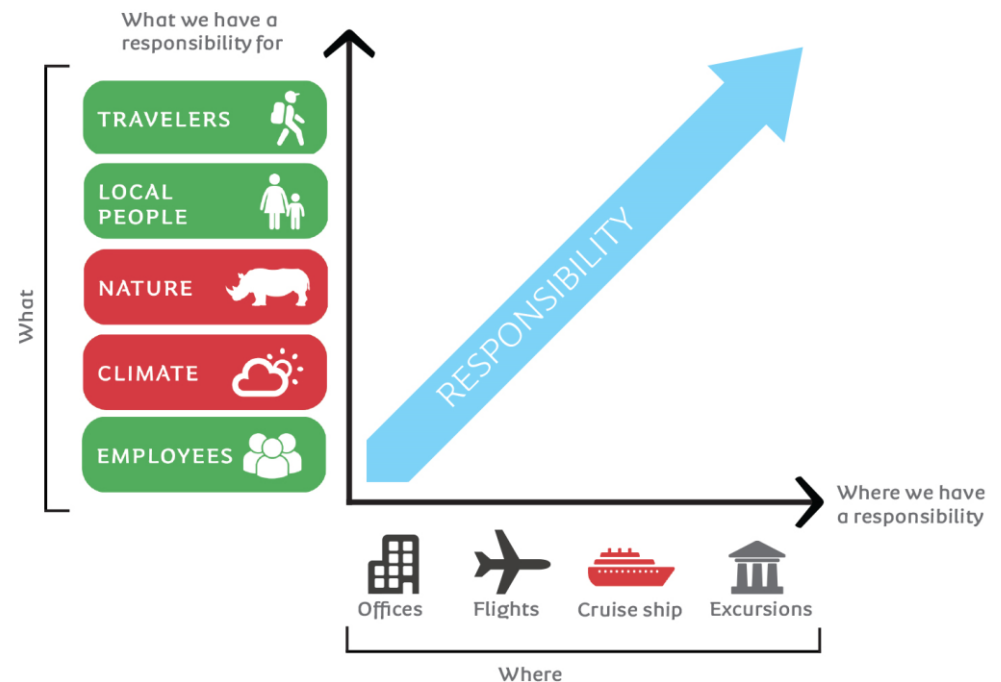 What we have a
responsibility for
What
TRAVELERS
LOCAL
PEOPLE
NATURE
CLIMATE
EMPLOYEES
RESPONSIBILITY
Where we have
a responsibility
Offices
Flights
Cruise ship
Excursions
Where